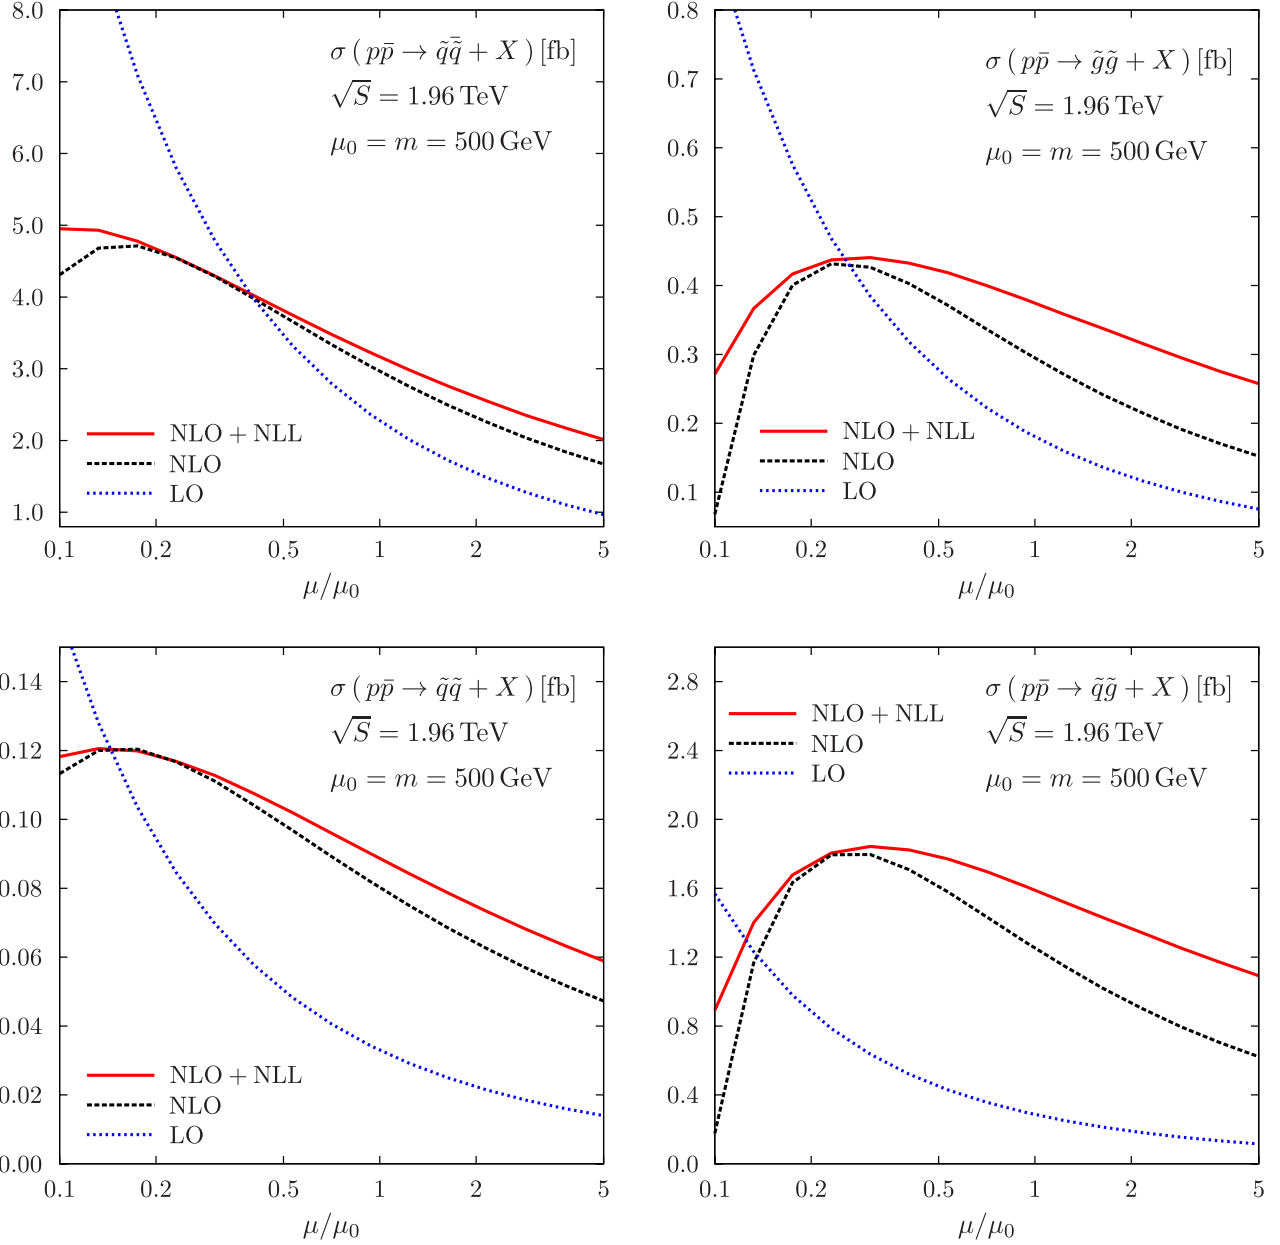 8.0
7.0
6.0
5.0
4.0
3.0
2.0
1.0
σ ( pp̄ → q̃q̃̄ + X ) [fb]
√S = 1.96 TeV
μ₀ = m = 500 GeV
NLO + NLL
NLO
LO
0.1 0.2 0.5 1 2 5
μ/μ₀
0.8
0.7
0.6
0.5
0.4
0.3
0.2
0.1
σ ( pp̄ → g̃g̃ + X ) [fb]
√S = 1.96 TeV
μ₀ = m = 500 GeV
NLO + NLL
NLO
LO
0.1 0.2 0.5 1 2 5
μ/μ₀
0.14
0.12
0.10
0.08
0.06
0.04
0.02
0.00
σ ( pp̄ → q̃q̃ + X ) [fb]
√S = 1.96 TeV
μ₀ = m = 500 GeV
NLO + NLL
NLO
LO
0.1 0.2 0.5 1 2 5
μ/μ₀
2.8
2.4
2.0
1.6
1.2
0.8
0.4
0.0
NLO + NLL
NLO
LO
σ ( pp̄ → q̃g̃ + X ) [fb]
√S = 1.96 TeV
μ₀ = m = 500 GeV
0.1 0.2 0.5 1 2 5
μ/μ₀